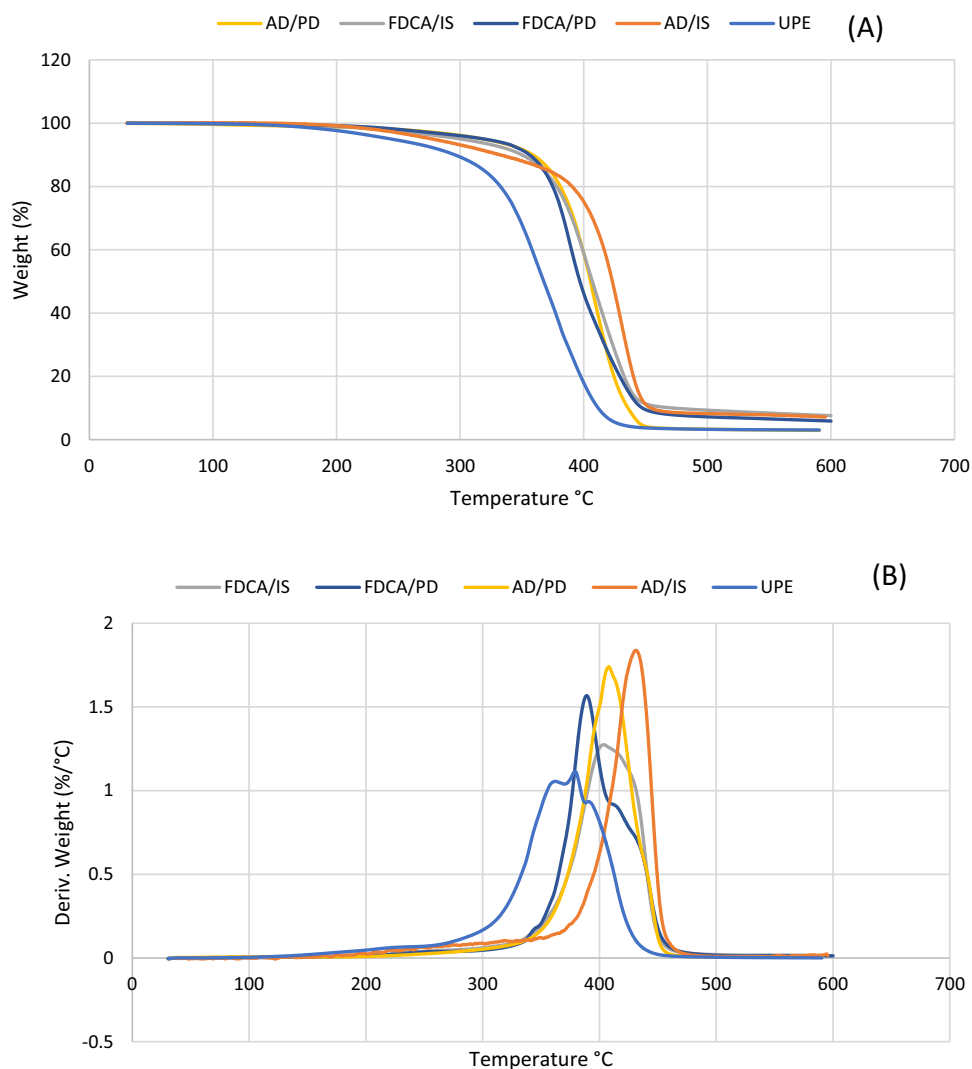 AD/PD FDCA/IS FDCA/PD AD/IS UPE (A)
120
100
80
60
40
20
0
0 100 200 300 400 500 600 700
Weight (%)
Temperature °C
(B)
FDCA/IS FDCA/PD AD/PD AD/IS UPE
2
1.5
1
0.5
0
0 100 200 300 400 500 600 700
-0.5
Deriv. Weight (%/°C)
Temperature °C